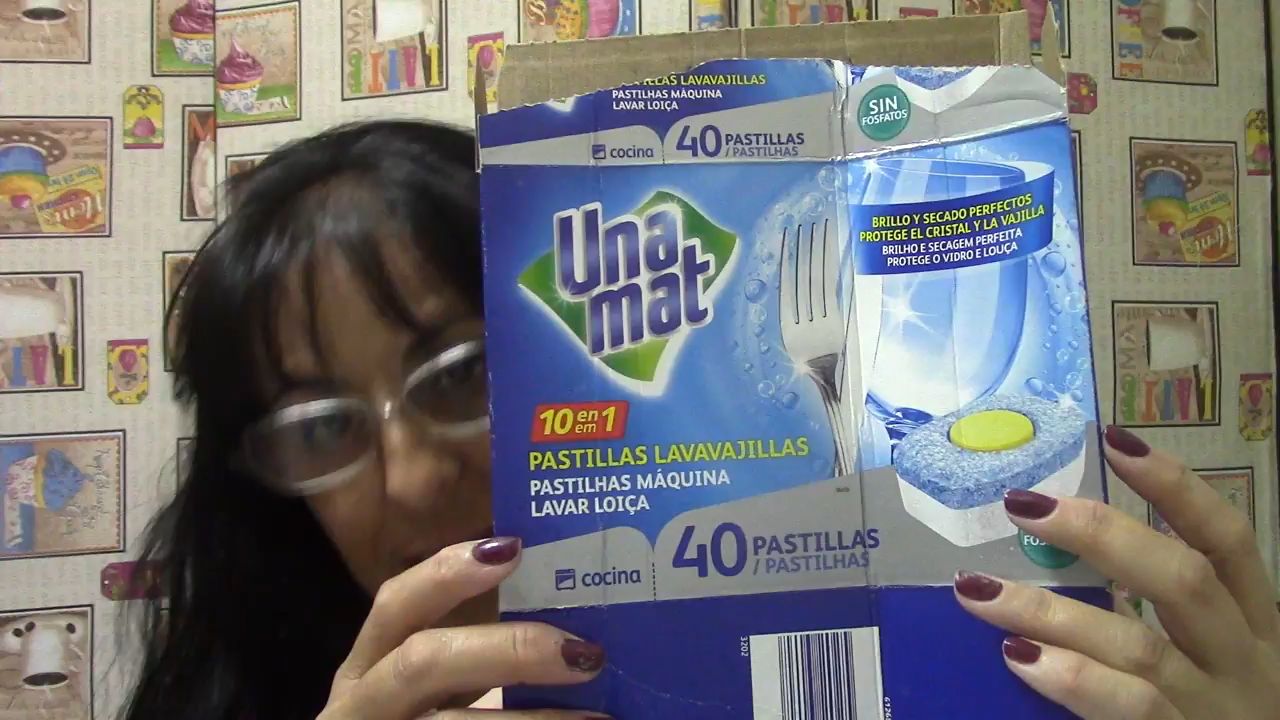 PASTILLAS LAVAVAJILLAS
PASTILHAS MÁQUINA
LAVAR LOIÇA
cocina
40 PASTILLAS
/ PASTILHAS
SIN
FOSFATOS
Una
mat
BRILLO Y SECADO PERFECTOS
PROTEGE EL CRISTAL Y LA VAJILLA
BRILHO E SECAGEM PERFEITA
PROTEGE O VIDRO E LOUÇA
10 en
em 1
PASTILLAS LAVAVAJILLAS
PASTILHAS MÁQUINA
LAVAR LOIÇA
cocina
40 PASTILLAS
/ PASTILHAS
3202